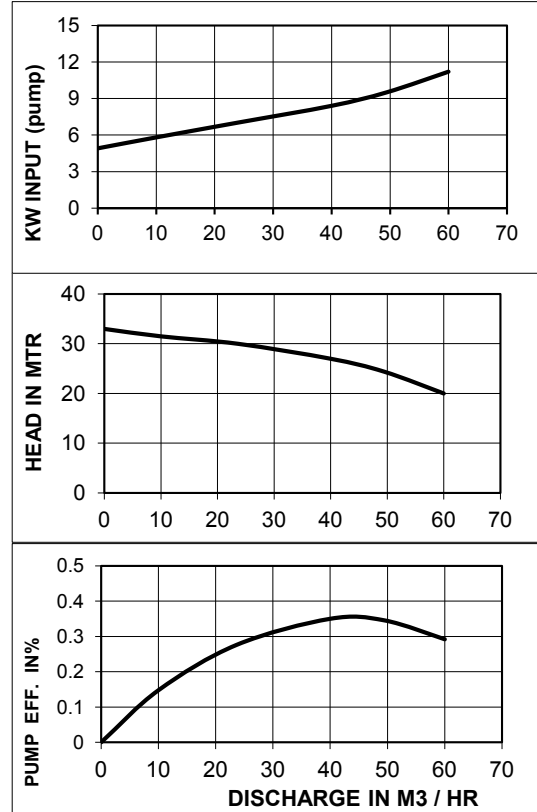 KW INPUT (pump)
15
12
9
6
3
0
0 10 20 30 40 50 60 70
HEAD IN MTR
40
30
20
10
0
0 10 20 30 40 50 60 70
PUMP EFF. IN%
0.5
0.4
0.3
0.2
0.1
0
0 10 20 30 40 50 60 70
DISCHARGE IN M3 / HR